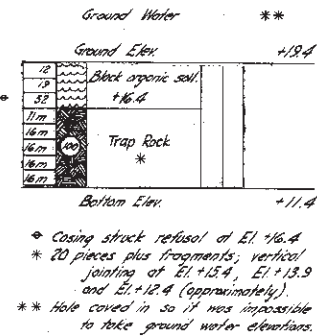 Ground Water **
Ground Elev. +19.4
12
Black organic soil.
19
⌽ 52 +16.4
11m
16m
16m 100 Trap Rock
16m *
16m
Bottom Elev. +11.4
⌽ Casing struck refusal at El. +16.4
* 20 pieces plus fragments; vertical
jointing at El. +15.4, El. +13.9
and El. +12.4 (approximately).
** Hole caved in so it was impossible
to take ground water elevations.